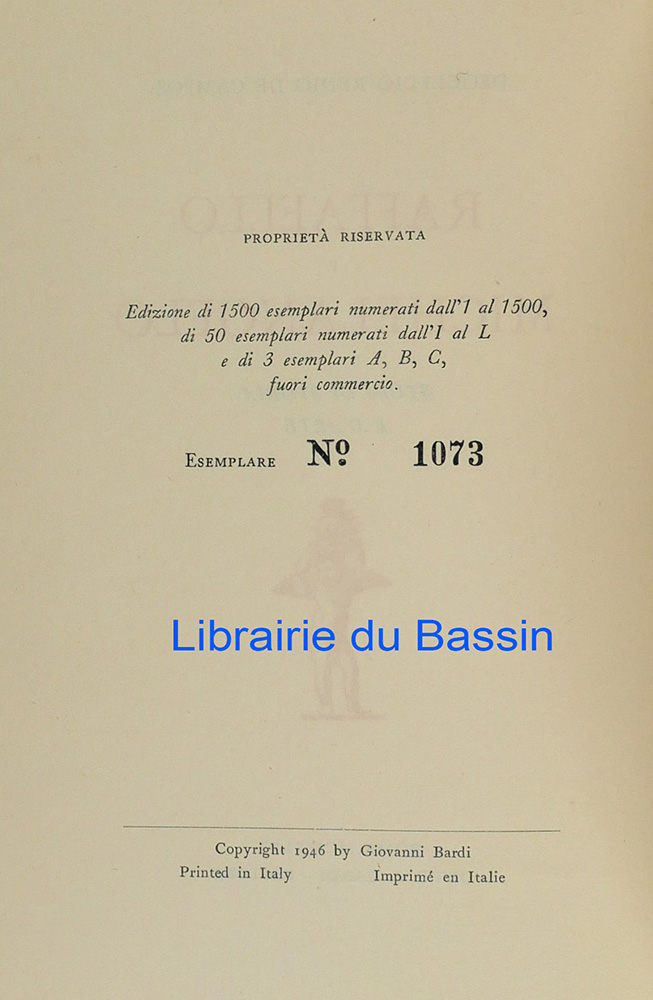 PROPRIETÀ RISERVATA
Edizione di 1500 esemplari numerati dall'1 al 1500,
di 50 esemplari numerati dall'I al L
e di 3 esemplari A, B, C,
fuori commercio.
ESEMPLARE Nº 1073
Librairie du Bassin
Copyright 1946 by Giovanni Bardi
Printed in Italy Imprimé en Italie